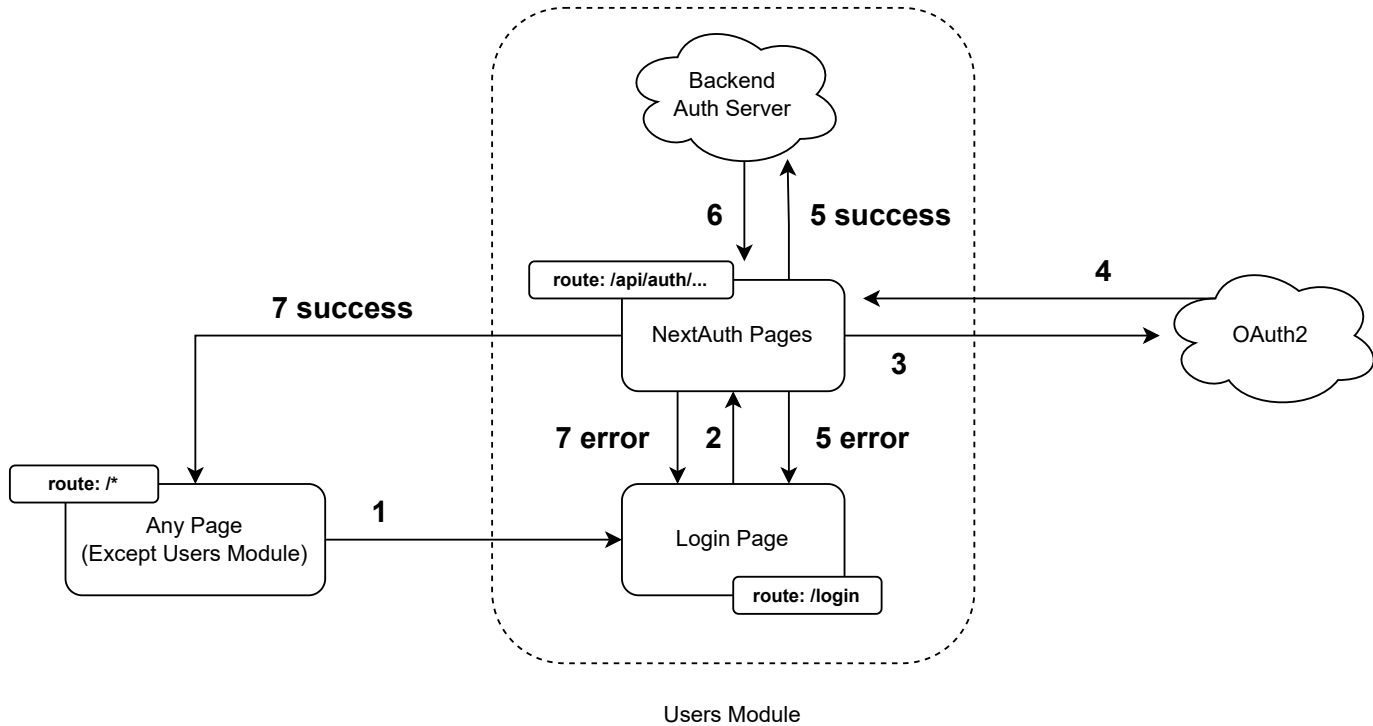 Backend
Auth Server
6
5 success
route: /api/auth/...
4
7 success
NextAuth Pages
OAuth2
3
7 error
2
5 error
route: /*
1
Any Page
(Except Users Module)
Login Page
route: /login
Users Module